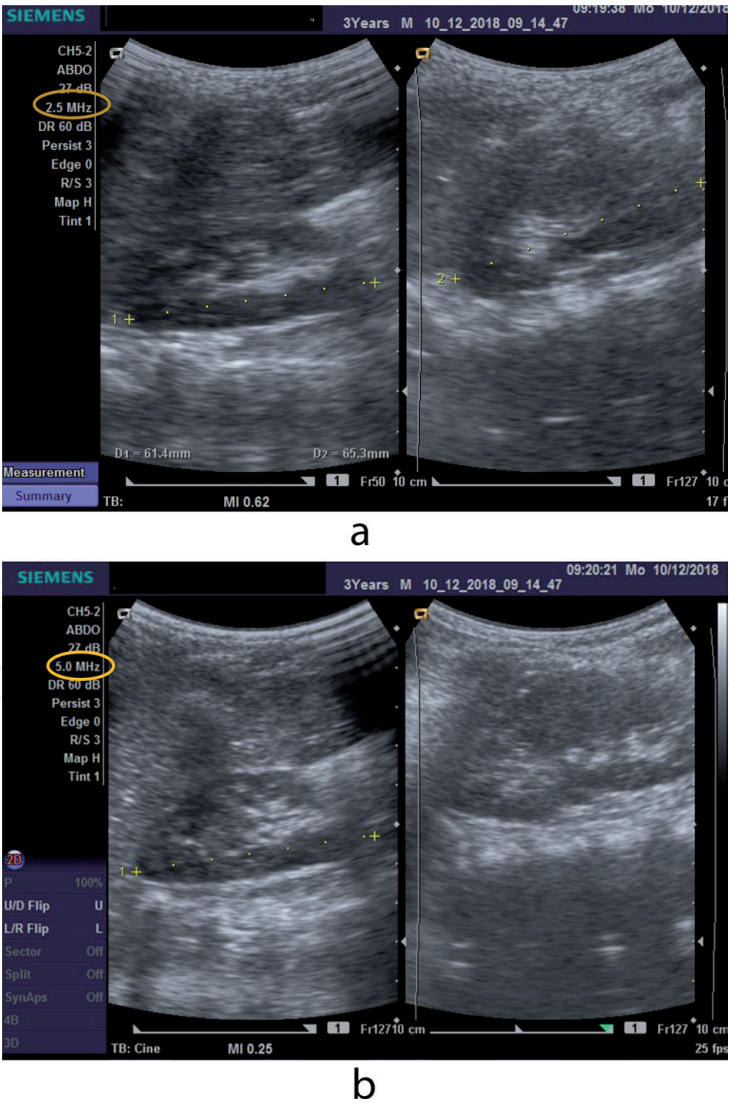 SIEMENS
09:19:38 Mo 10/12/2018
3Years M 10_12_2018_09_14_47
CH5-2
ABDO
27 dB
2.5 MHz
DR 60 dB
Persist 3
Edge 0
R/S 3
Map H
Tint 1
1
2
D1 = 61.4mm
D2 = 65.3mm
Measurement
Summary
1 Fr50 10 cm
1 Fr127 10 c
TB:
MI 0.62
17 f
a
SIEMENS
09:20:21 Mo 10/12/2018
3Years M 10_12_2018_09_14_47
CH5-2
ABDO
27 dB
5.0 MHz
DR 60 dB
Persist 3
Edge 0
R/S 3
Map H
Tint 1
1
2D
P 100%
U/D Flip U
L/R Flip L
Sector Off
Split Off
SynAps Off
4B
3D
1 Fr127 10 cm
1 Fr127 10 cm
TB: Cine
MI 0.25
25 fps
b